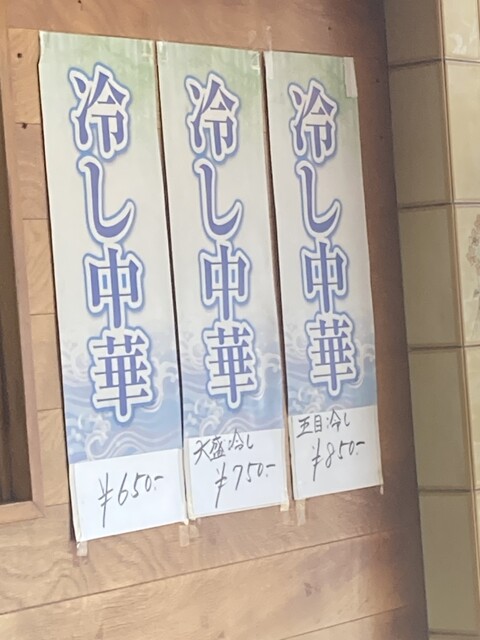 冷し中華
¥650-
冷し中華
大盛冷し
¥750-
冷し中華
五目冷し
¥850-